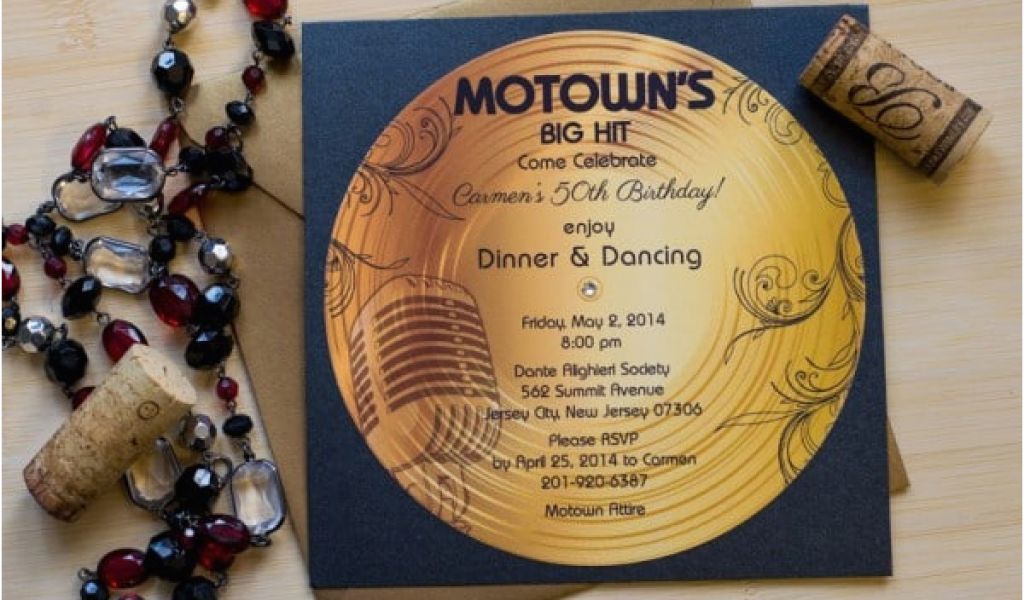 MOTOWN'S
BIG HIT
Come Celebrate
Carmen's 50th Birthday!
enjoy
Dinner & Dancing
Friday, May 2, 2014
8:00 pm
Dante Alighieri Society
562 Summit Avenue
Jersey City, New Jersey 07306
Please RSVP
by April 25, 2014 to Carmen
201-920-6387
Motown Attire